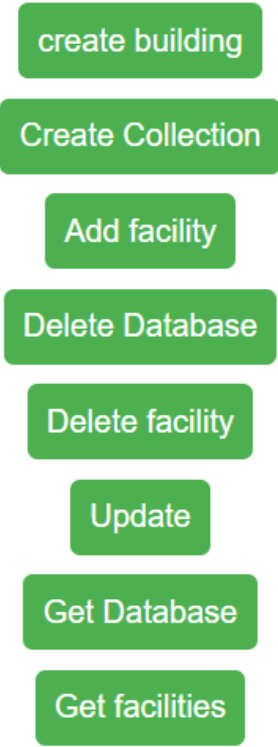 create building
Create Collection
Add facility
Delete Database
Delete facility
Update
Get Database
Get facilities